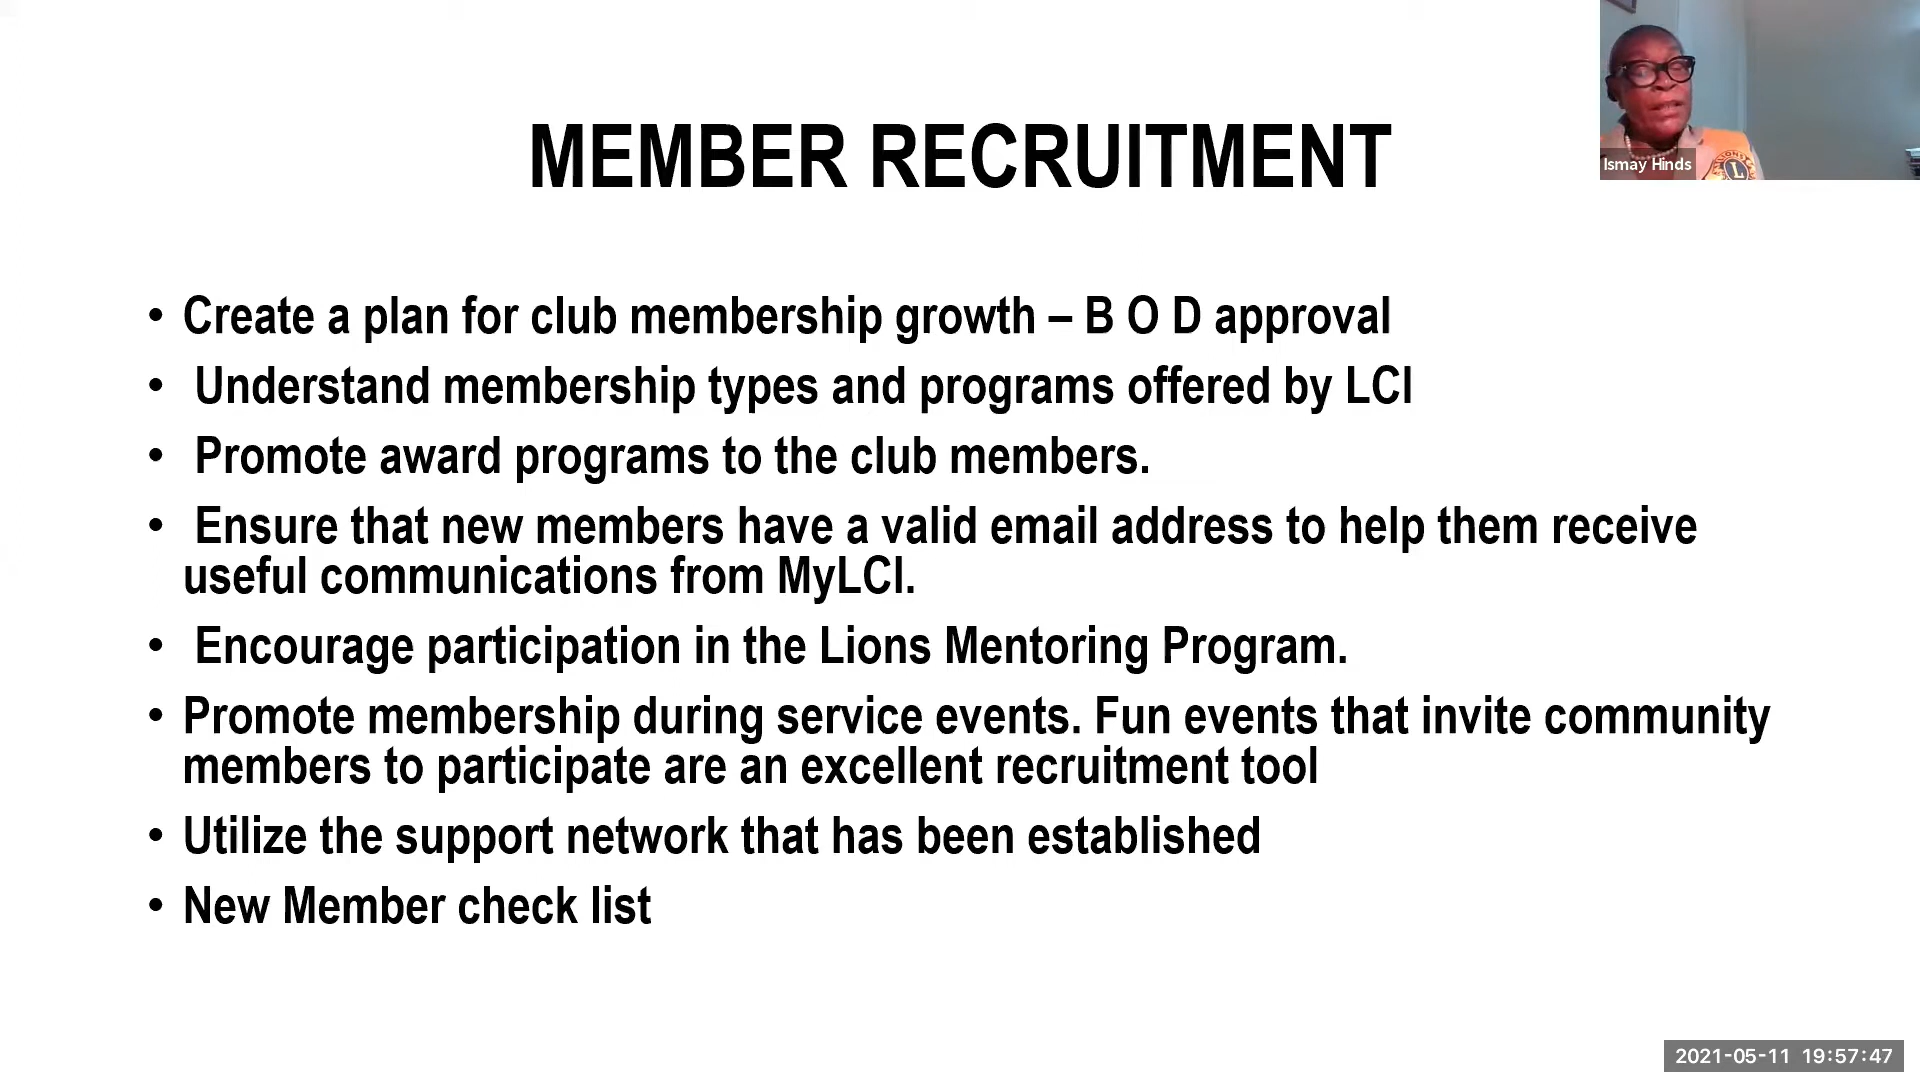 MEMBER RECRUITMENT
Ismay Hinds
LIONS
L
• Create a plan for club membership growth – B O D approval
• Understand membership types and programs offered by LCI
• Promote award programs to the club members.
• Ensure that new members have a valid email address to help them receive
useful communications from MyLCI.
• Encourage participation in the Lions Mentoring Program.
• Promote membership during service events. Fun events that invite community
members to participate are an excellent recruitment tool
• Utilize the support network that has been established
• New Member check list
2021-05-11 19:57:47